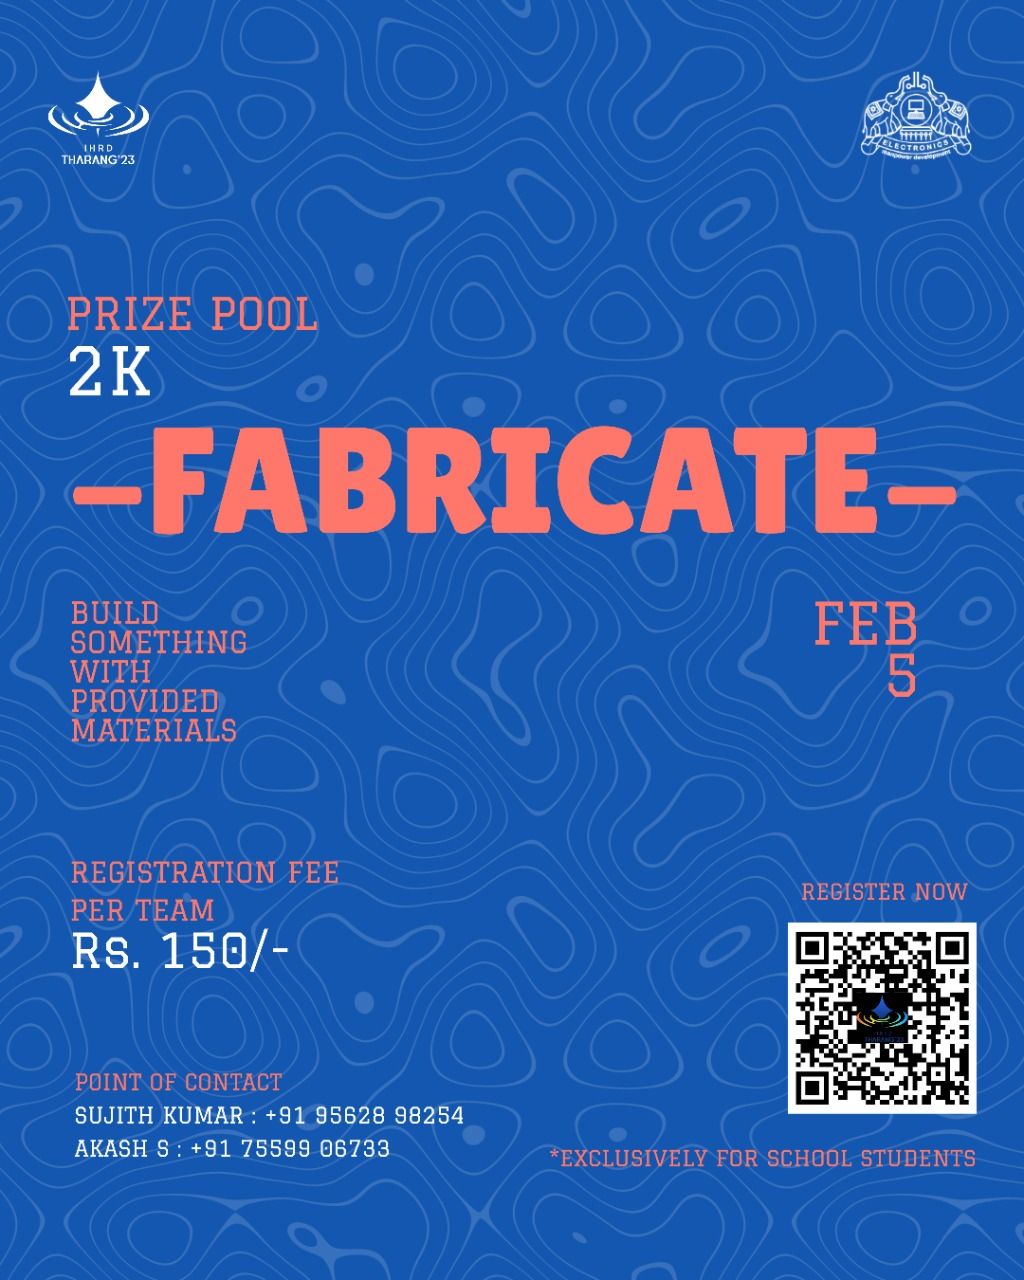 IHRD
THARANG'23
ELECTRONICS
manpower development
PRIZE POOL
2K
–FABRICATE–
BUILD
SOMETHING
WITH
PROVIDED
MATERIALS
FEB
5
REGISTRATION FEE
PER TEAM
Rs. 150/-
REGISTER NOW
THARANG'23
POINT OF CONTACT
SUJITH KUMAR : +91 95628 98254
AKASH S : +91 75599 06733
*EXCLUSIVELY FOR SCHOOL STUDENTS